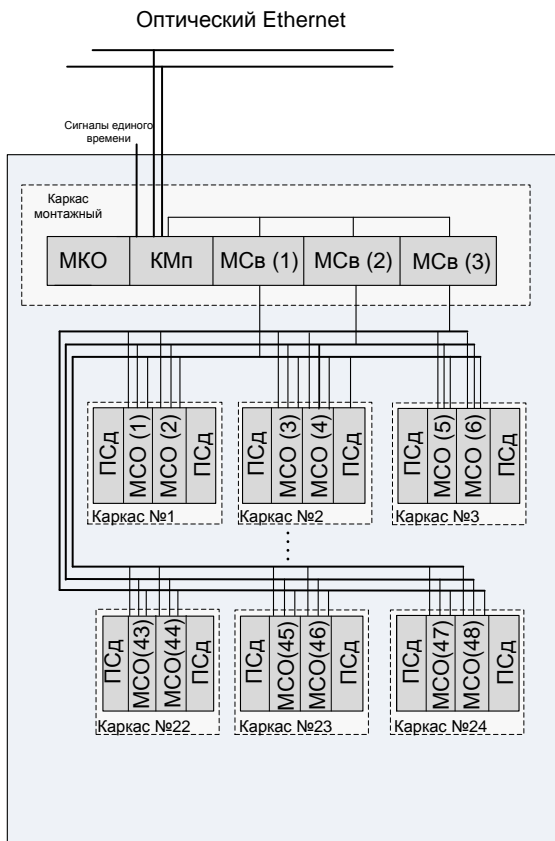 Оптический Ethernet
Сигналы единого
времени
Каркас
монтажный
МКО
КМп
МСв (1)
МСв (2)
МСв (3)
ПСд
МСО (1)
МСО (2)
ПСд
Каркас №1
ПСд
МСО (3)
МСО (4)
ПСд
Каркас №2
ПСд
МСО (5)
МСО (6)
ПСд
Каркас №3
ПСд
МСО(43)
МСО(44)
ПСд
Каркас №22
ПСд
МСО(45)
МСО(46)
ПСд
Каркас №23
ПСд
МСО(47)
МСО(48)
ПСд
Каркас №24